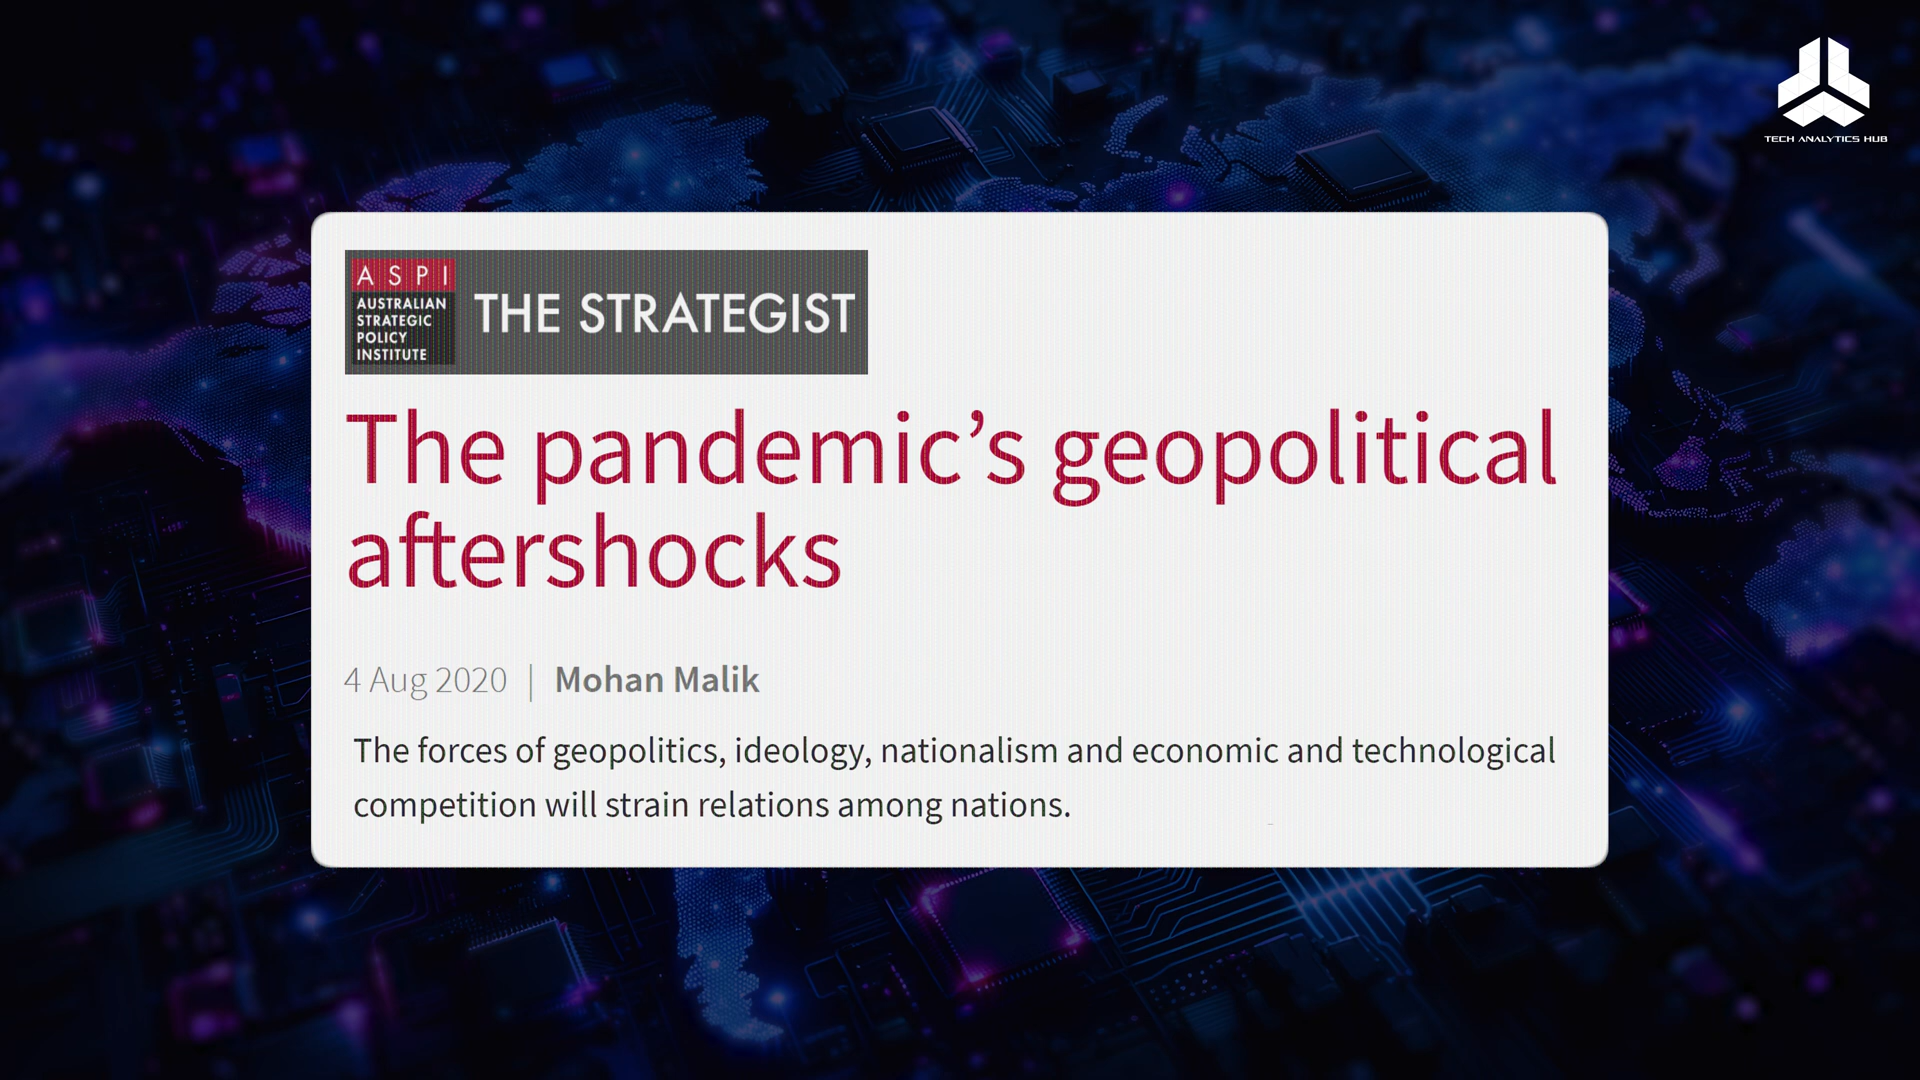 TECH ANALYTICS HUB
ASPI
AUSTRALIAN
STRATEGIC
POLICY
INSTITUTE
THE STRATEGIST
The pandemic’s geopolitical
aftershocks
4 Aug 2020 | Mohan Malik
The forces of geopolitics, ideology, nationalism and economic and technological
competition will strain relations among nations.